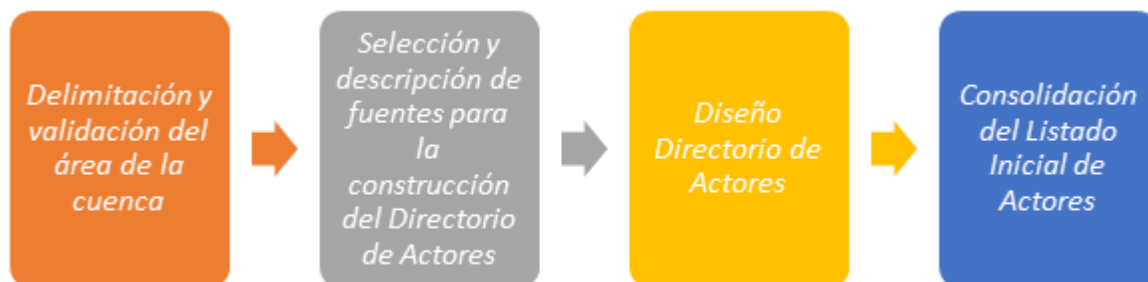 Delimitación y
validación del
área de la
cuenca
Selección y
descripción de
fuentes para
la
construcción
del Directorio
de Actores
Diseño
Directorio de
Actores
Consolidación
del Listado
Inicial de
Actores